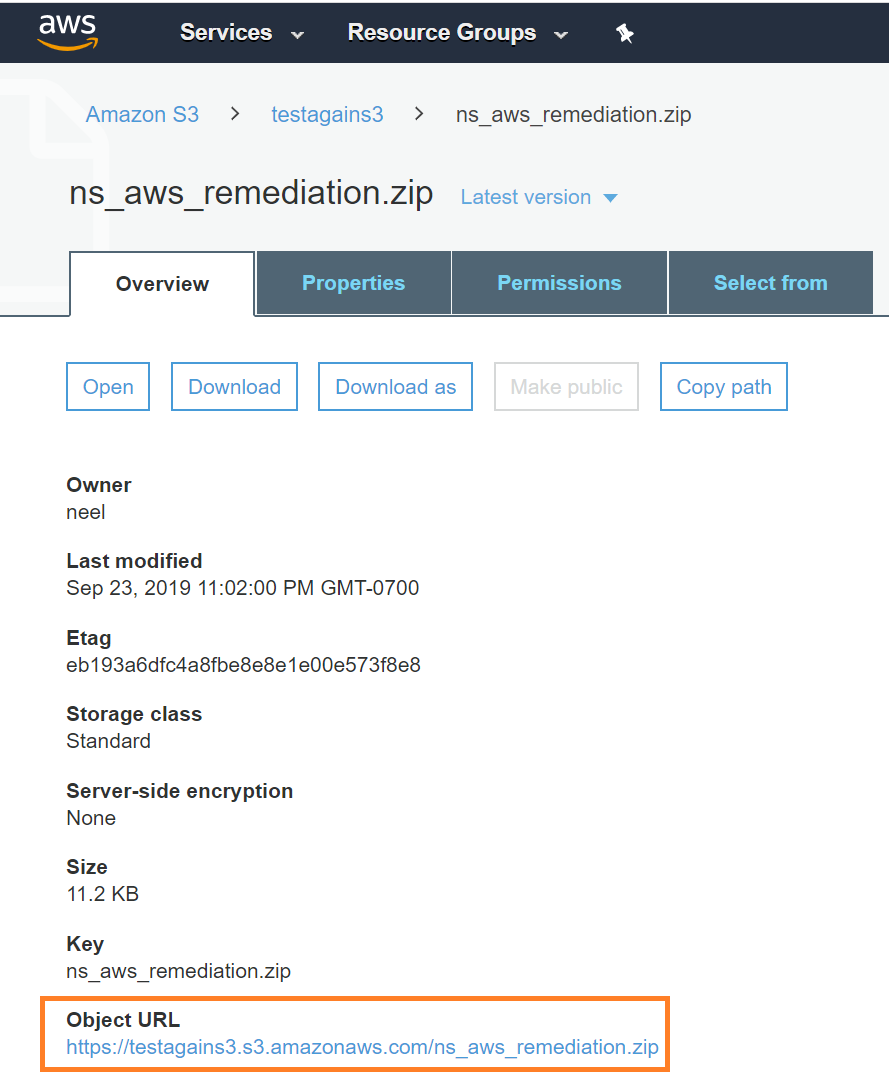 aws Services Resource Groups
Amazon S3 > testagains3 > ns_aws_remediation.zip
ns_aws_remediation.zip Latest version
Overview Properties Permissions Select from
Open Download Download as Make public Copy path
Owner
neel
Last modified
Sep 23, 2019 11:02:00 PM GMT-0700
Etag
eb193a6dfc4a8fbe8e8e1e00e573f8e8
Storage class
Standard
Server-side encryption
None
Size
11.2 KB
Key
ns_aws_remediation.zip
Object URL
https://testagains3.s3.amazonaws.com/ns_aws_remediation.zip